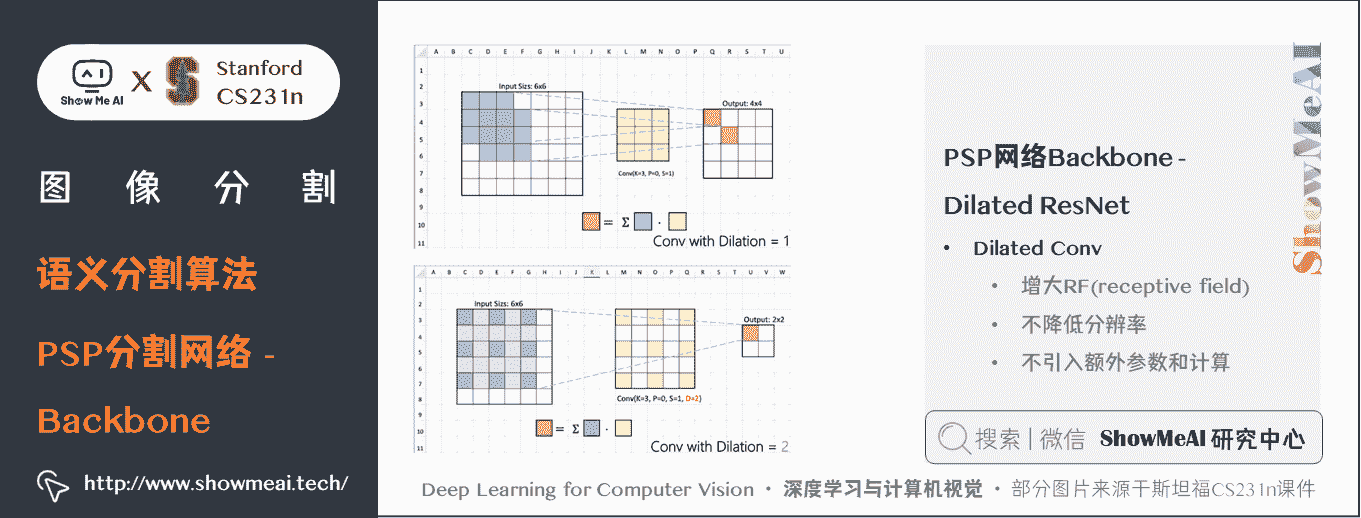 Show Me AI
X
Stanford
CS231n
图像分割
语义分割算法
PSP分割网络 -
Backbone
http://www.showmeai.tech/
A B C D E F G H I J K L M N O P Q R S T U
1
2
3
4
5
6
7
8
9
10
11
Input Sizs: 6x6
Output: 4x4
Conv(K=3, P=0, S=1)
= Σ ·
Conv with Dilation = 1
A B C D E F G H I J K L M N O P Q R S T U V W
1
2
3
4
5
6
7
8
9
10
11
Input Sizs: 6x6
Output: 2x2
Conv(K=3, P=0, S=1, D=2)
= Σ ·
Conv with Dilation = 2
PSP网络Backbone -
Dilated ResNet
• Dilated Conv
• 增大RF(receptive field)
• 不降低分辨率
• 不引入额外参数和计算
ShowMeAI
搜索 | 微信 ShowMeAI 研究中心
Deep Learning for Computer Vision · 深度学习与计算机视觉 · 部分图片来源于斯坦福CS231n课件